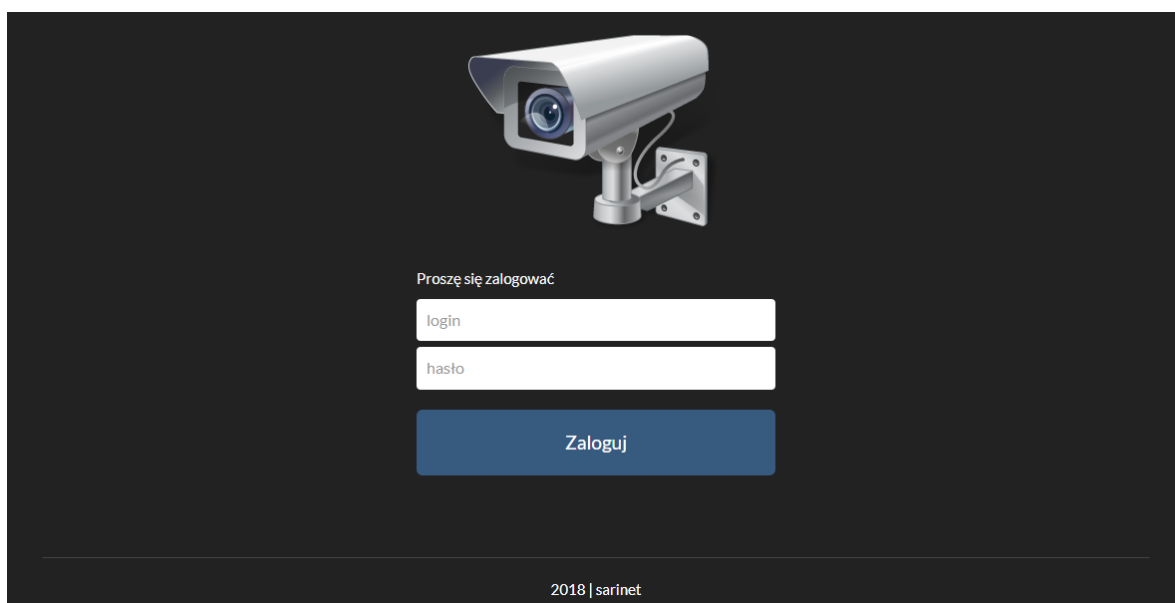 Proszę się zalogować
login
hasło
Zaloguj
2018 | sarinet